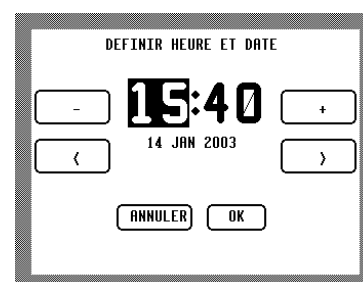 DEFINIR HEURE ET DATE
- 15:40 +
< 14 JAN 2003 >
ANNULER OK